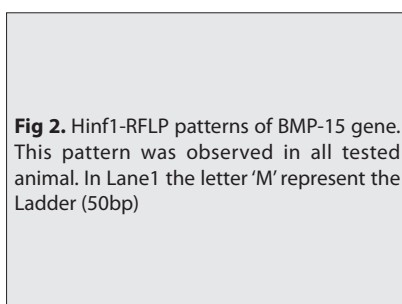 Fig 2. Hinf1-RFLP patterns of BMP-15 gene.
This pattern was observed in all tested
animal. In Lane1 the letter ‘M’ represent the
Ladder (50bp)